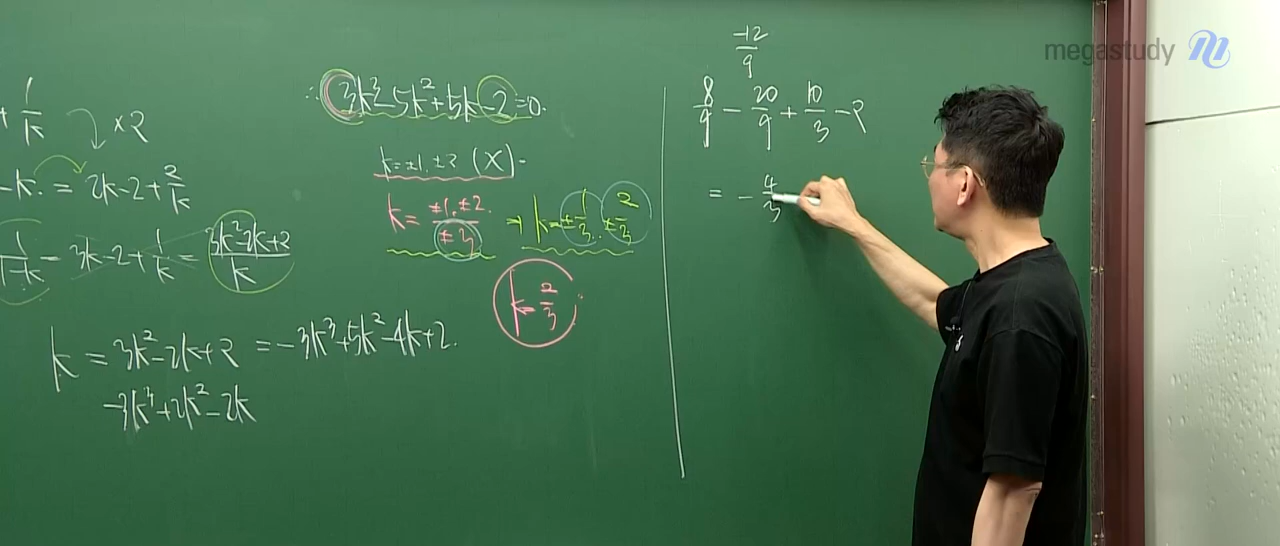 + 1/k ×2
-k. = 2k-2+2/k
1/(1-k) = 3k-2+1/k = (3k²-2k+2)/k
k = 3k²-2k+2 = -3k³+5k²-4k+2.
-3k³+2k²-2k
∴ 3k³-5k²+5k-2=0.
k=±1, ±2 (X).
k= (±1, ±2)/(±3) → k=±1/3, ±2/3
k=2/3
-12/9
8/9 - 20/9 + 10/3 -2
= -4/3
megastudy